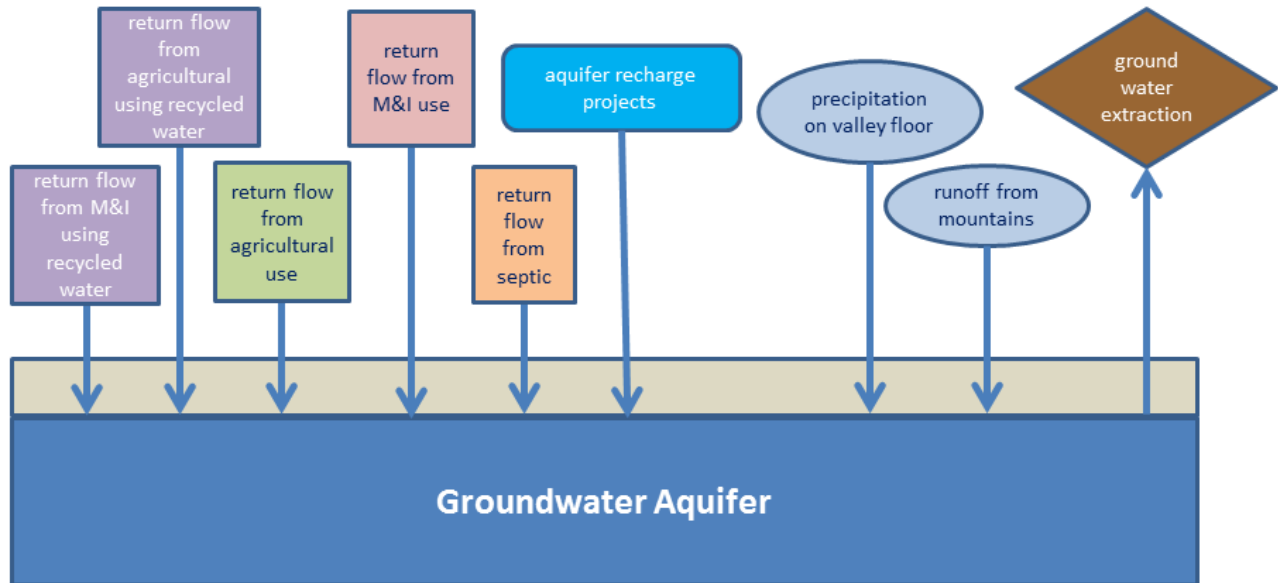 return flow
from
agricultural
using recycled
water
return
flow from
M&I use
aquifer recharge
projects
precipitation
on valley floor
ground
water
extraction
return flow
from M&I
using
recycled
water
return flow
from
agricultural
use
return
flow
from
septic
runoff from
mountains
Groundwater Aquifer